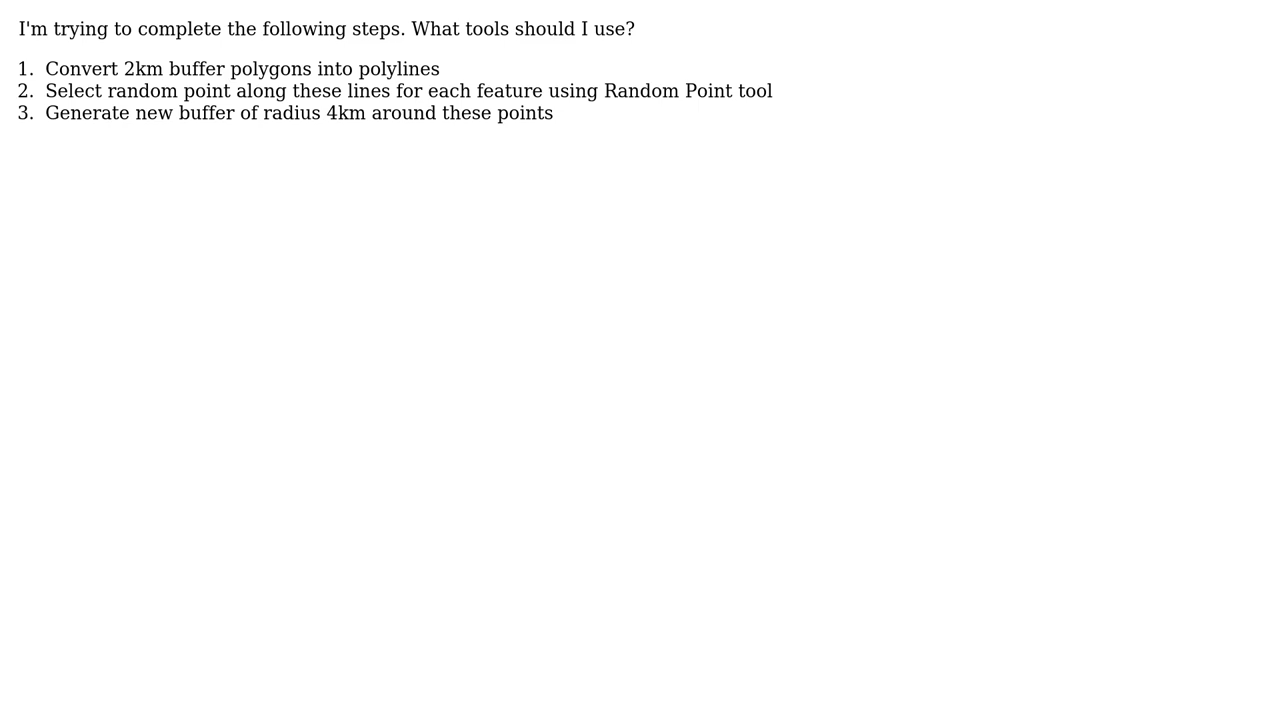 I'm trying to complete the following steps. What tools should I use?
1. Convert 2km buffer polygons into polylines
2. Select random point along these lines for each feature using Random Point tool
3. Generate new buffer of radius 4km around these points